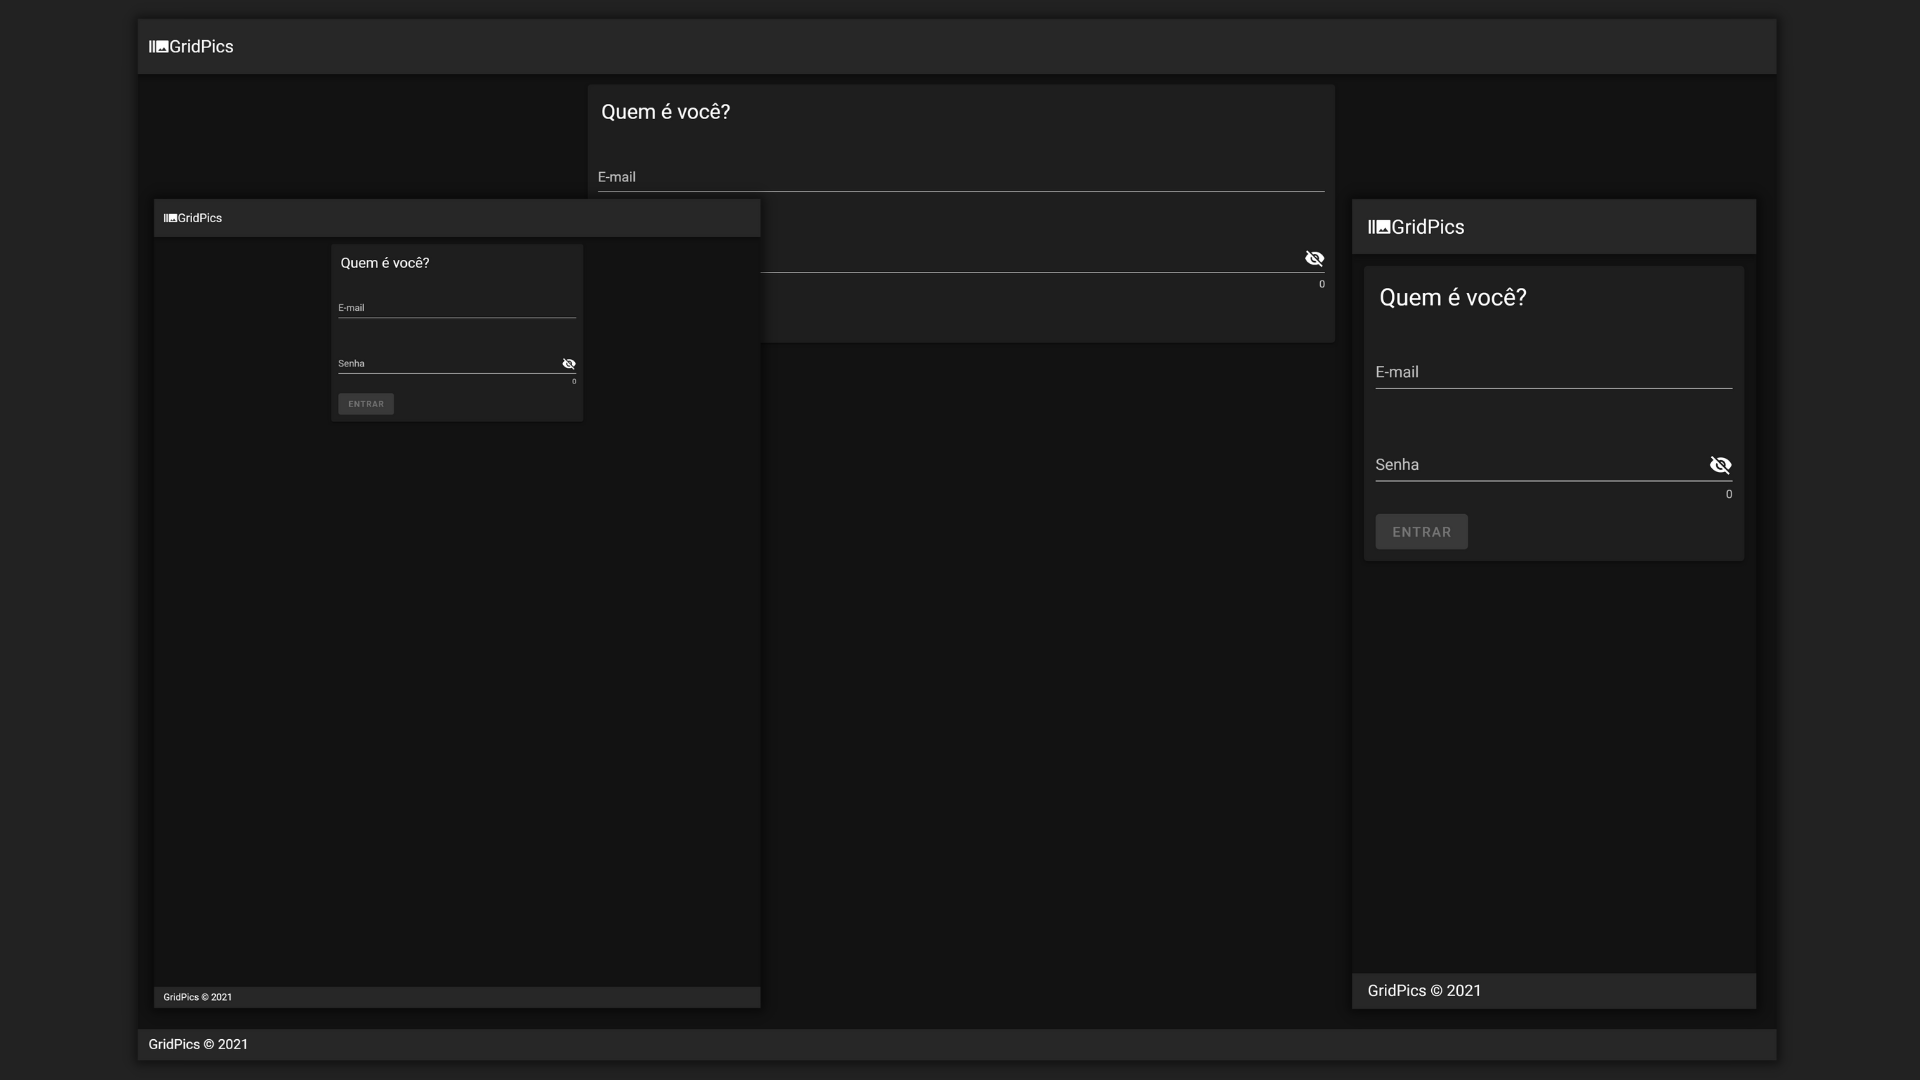 GridPics
Quem é você?
E-mail
0
GridPics
Quem é você?
E-mail
Senha
0
ENTRAR
GridPics © 2021
GridPics
Quem é você?
E-mail
Senha
0
ENTRAR
GridPics © 2021
GridPics © 2021